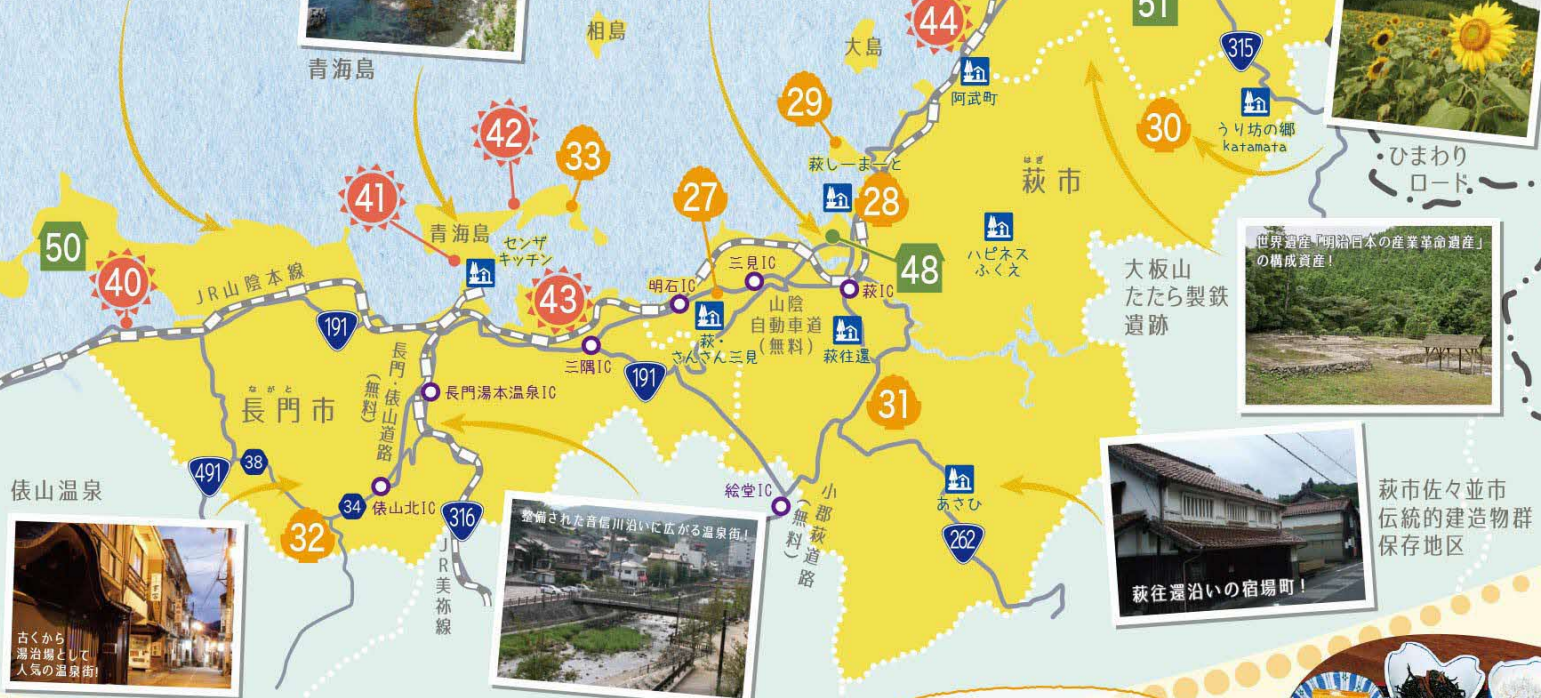 相島
大島
44
51
315
青海島
阿武町
29
30
うり坊の郷
katamata
ひまわり
ロード
42
33
萩しーまーと
はぎ
萩市
41
27
28
50
青海島
センザ
キッチン
48
ハピネス
ふくえ
世界遺産「明治日本の産業革命遺産」
の構成資産!
40
JR山陰本線
43
明石IC
三見IC
萩IC
大板山
たたら製鉄
遺跡
191
山陰
自動車道
(無料)
萩・
さんさん三見
萩往還
三隅IC
191
長門・俵山道路
(無料)
ながと
長門市
長門湯本温泉IC
31
491
38
俵山温泉
34
俵山北IC
316
絵堂IC
小郡萩道路
(無料)
あさひ
262
萩市佐々並市
伝統的建造物群
保存地区
32
JR美祢線
整備された音信川沿いに広がる温泉街!
萩往還沿いの宿場町!
古くから
湯治場として
人気の温泉街!